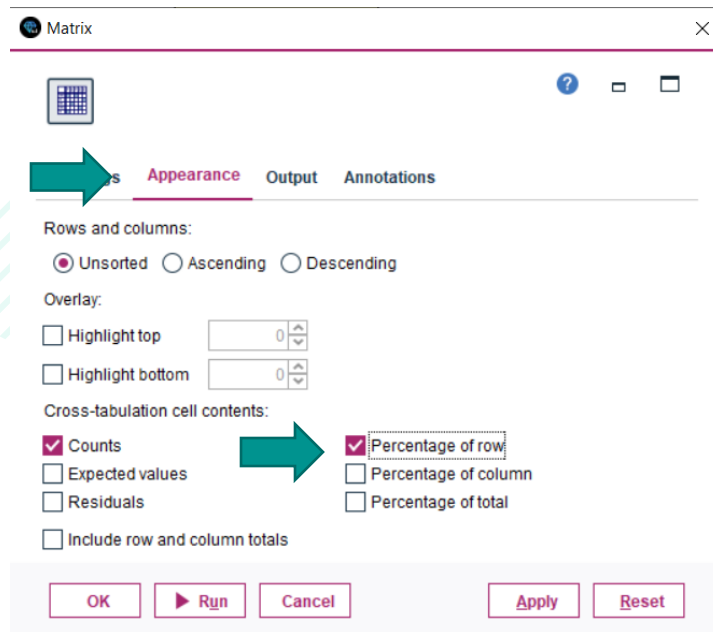 Matrix
Appearance Output Annotations
Rows and columns:
Unsorted Ascending Descending
Overlay:
Highlight top 0
Highlight bottom 0
Cross-tabulation cell contents:
Counts Percentage of row
Expected values Percentage of column
Residuals Percentage of total
Include row and column totals
OK Run Cancel Apply Reset